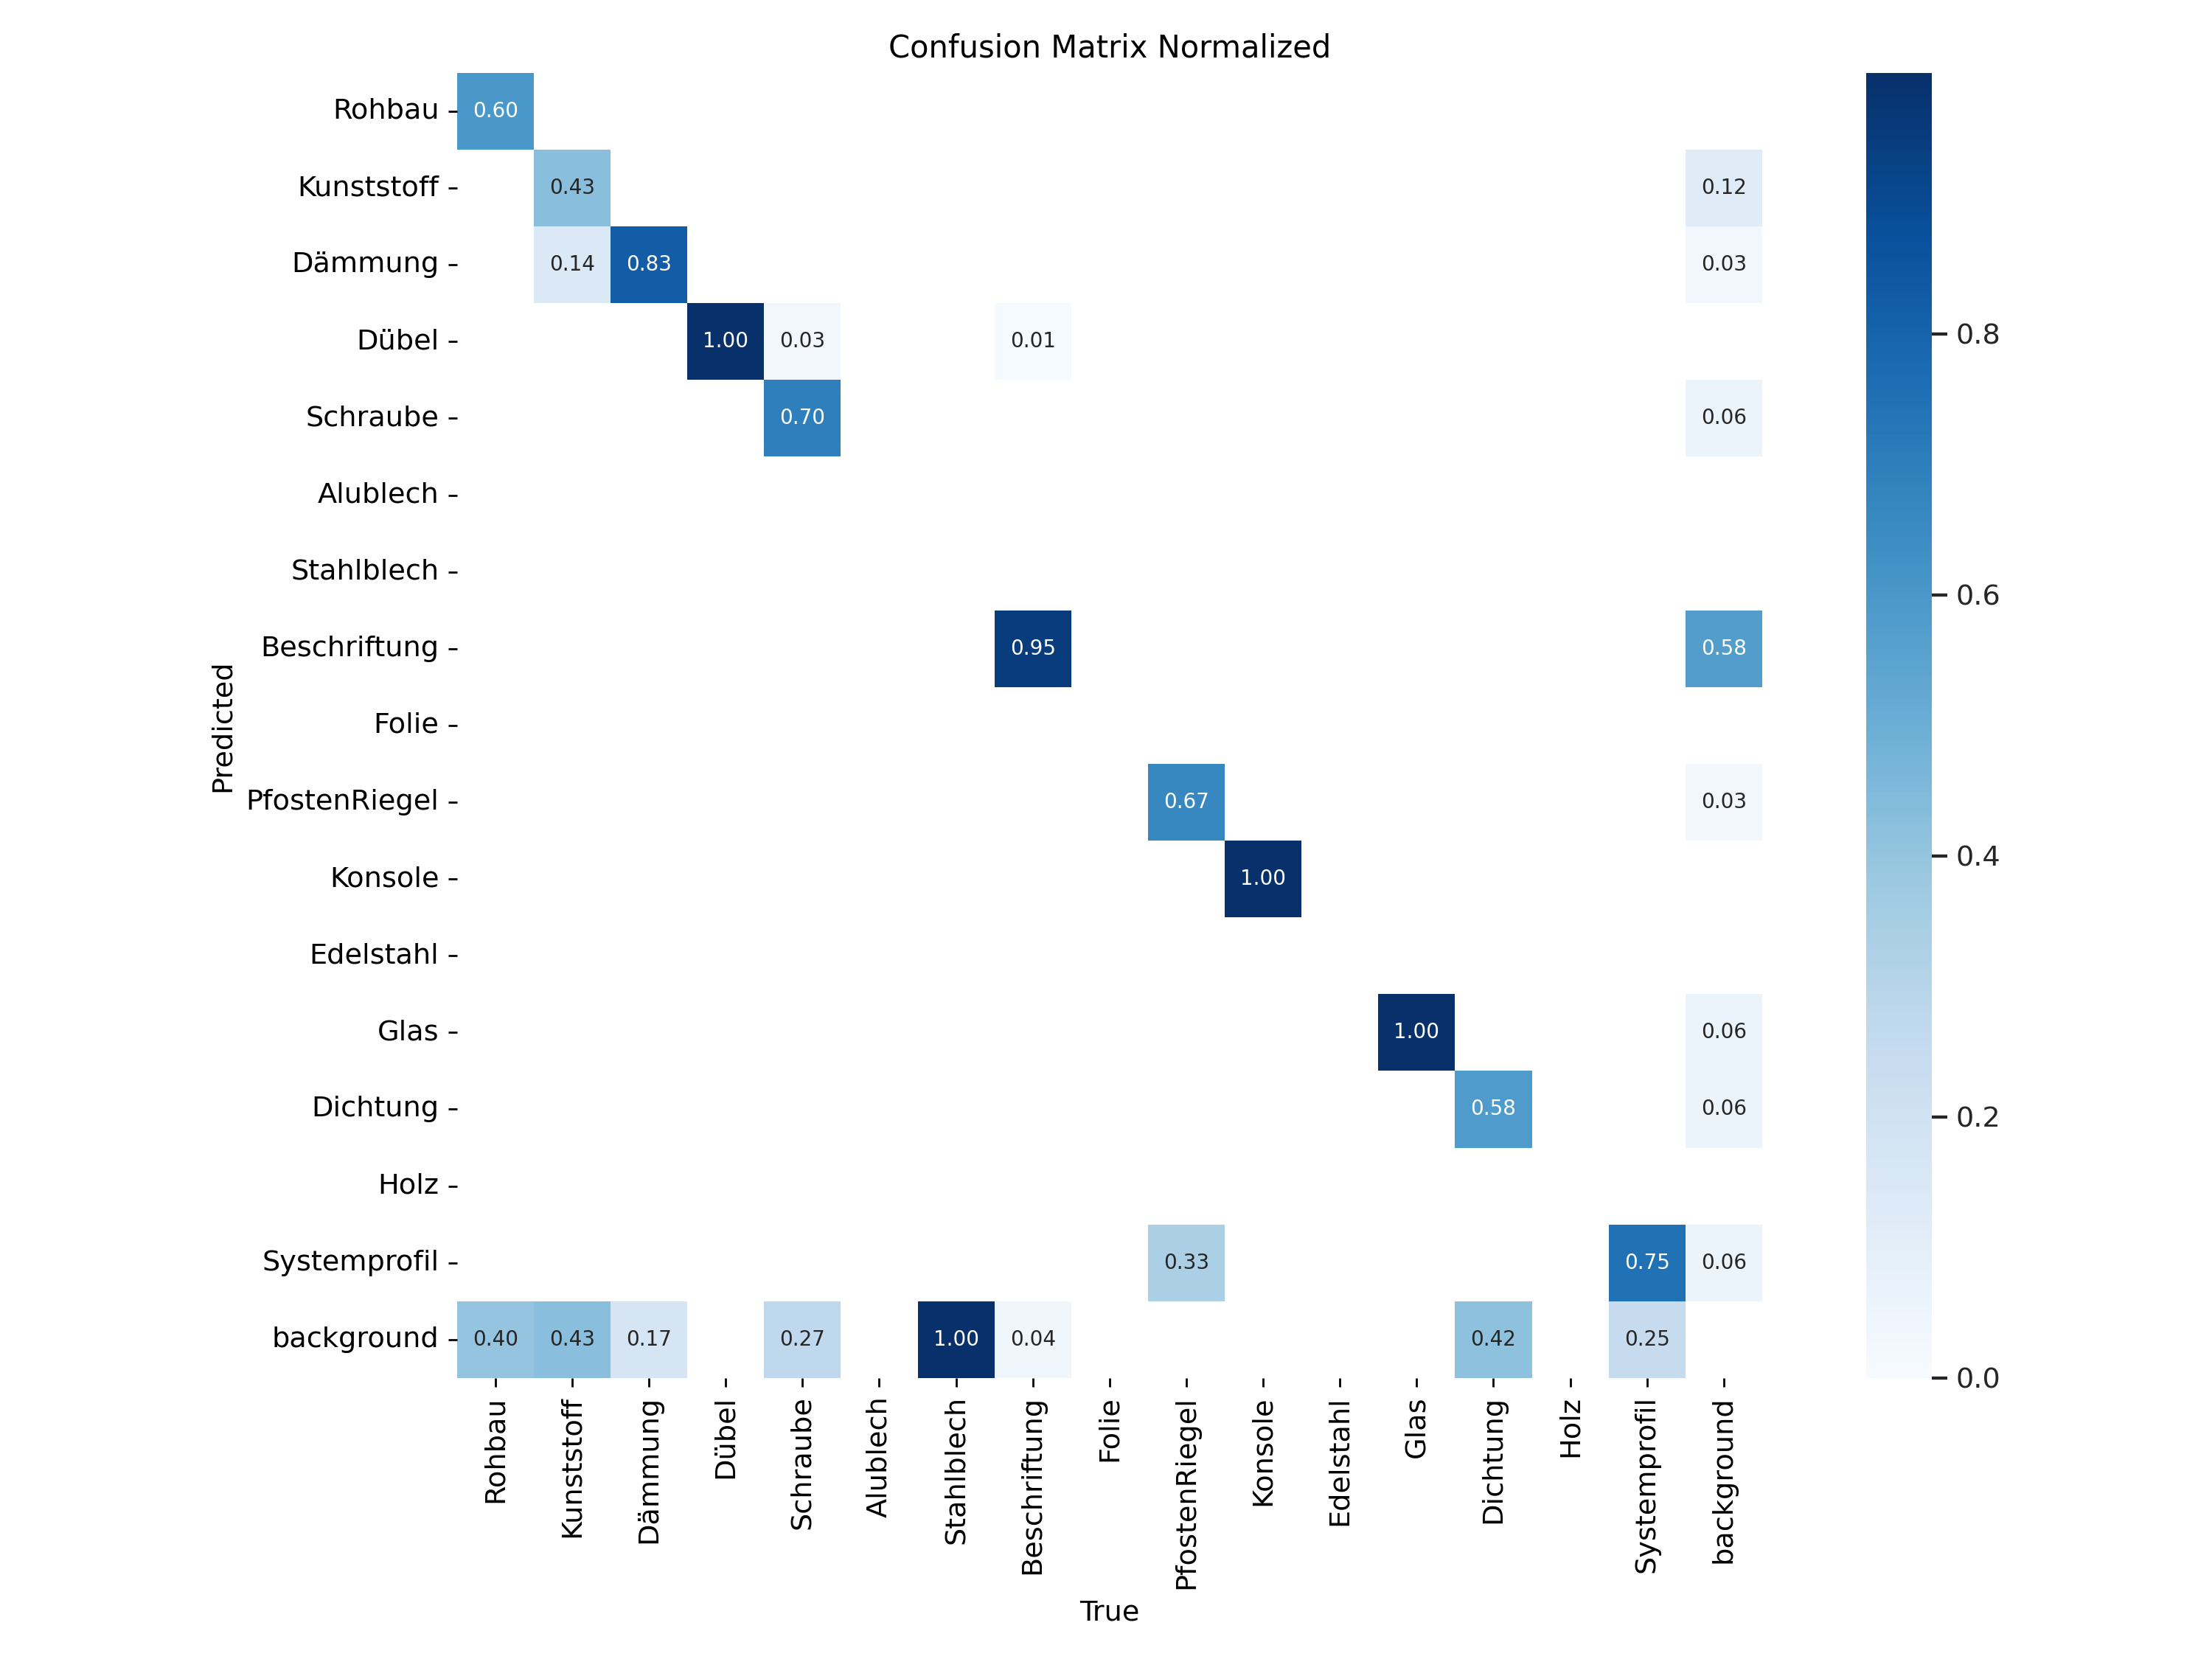 Confusion Matrix Normalized
Rohbau 0.60
Kunststoff 0.43 0.12
Dämmung 0.14 0.83 0.03
Dübel 1.00 0.03 0.01
Schraube 0.70 0.06
Alublech
Stahlblech
Beschriftung 0.95 0.58
Folie
PfostenRiegel 0.67 0.03
Konsole 1.00
Edelstahl
Glas 1.00 0.06
Dichtung 0.58 0.06
Holz
Systemprofil 0.33 0.75 0.06
background 0.40 0.43 0.17 0.27 1.00 0.04 0.42 0.25
Predicted
Rohbau Kunststoff Dämmung Dübel Schraube Alublech Stahlblech Beschriftung Folie PfostenRiegel Konsole Edelstahl Glas Dichtung Holz Systemprofil background
True
0.8
0.6
0.4
0.2
0.0